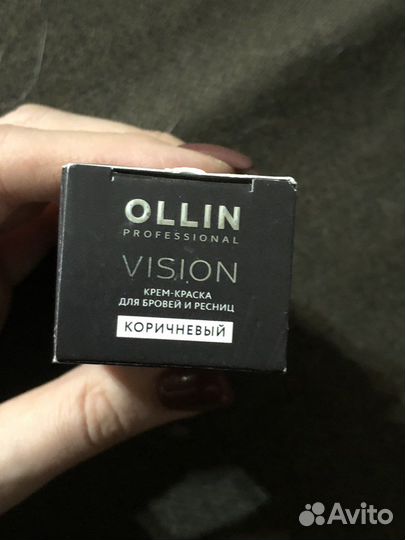 OLLIN
PROFESSIONAL
VISION
КРЕМ-КРАСКА
ДЛЯ БРОВЕЙ И РЕСНИЦ
КОРИЧНЕВЫЙ
Avito